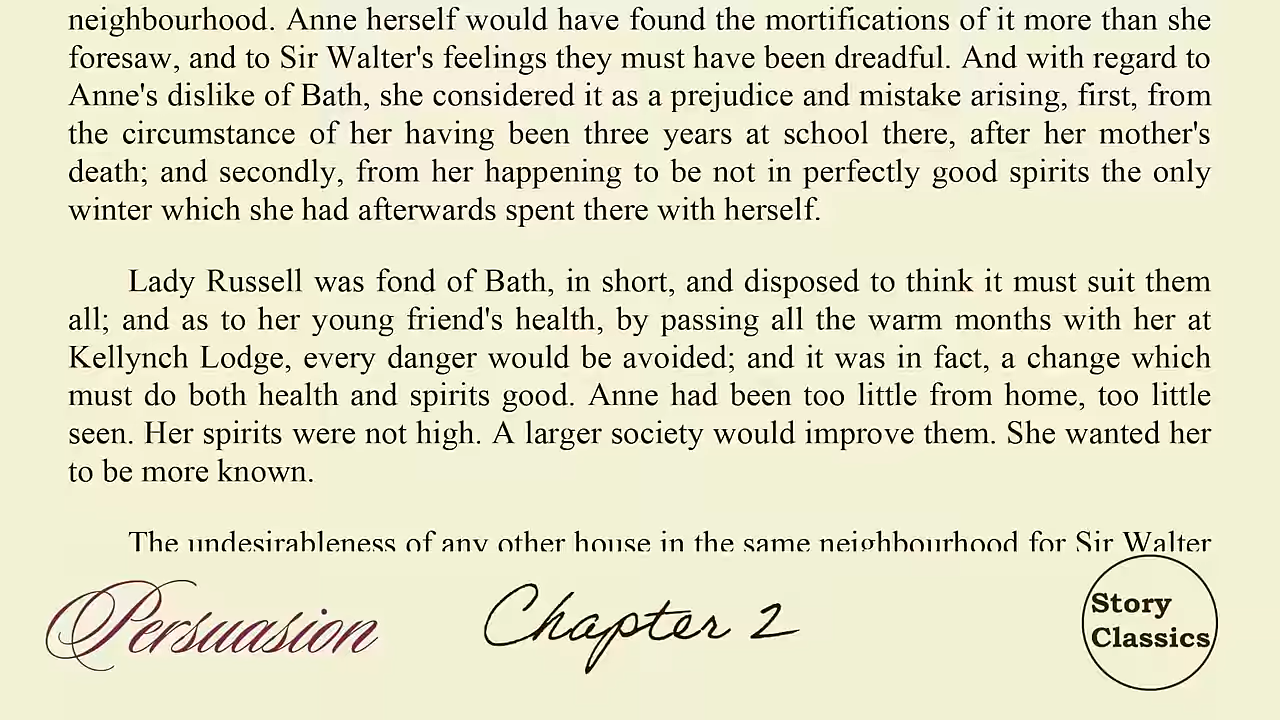 neighbourhood. Anne herself would have found the mortifications of it more than she
foresaw, and to Sir Walter's feelings they must have been dreadful. And with regard to
Anne's dislike of Bath, she considered it as a prejudice and mistake arising, first, from
the circumstance of her having been three years at school there, after her mother's
death; and secondly, from her happening to be not in perfectly good spirits the only
winter which she had afterwards spent there with herself.
Lady Russell was fond of Bath, in short, and disposed to think it must suit them
all; and as to her young friend's health, by passing all the warm months with her at
Kellynch Lodge, every danger would be avoided; and it was in fact, a change which
must do both health and spirits good. Anne had been too little from home, too little
seen. Her spirits were not high. A larger society would improve them. She wanted her
to be more known.
The undesirableness of any other house in the same neighbourhood for Sir Walter
Persuasion
Chapter 2
Story
Classics